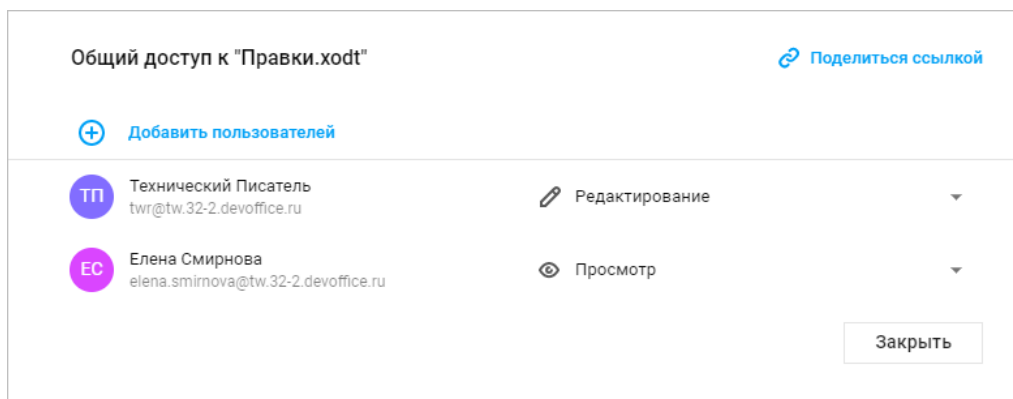 Общий доступ к "Правки.xodt"
Поделиться ссылкой
Добавить пользователей
ТП
Технический Писатель
twr@tw.32-2.devoffice.ru
Редактирование
ЕС
Елена Смирнова
elena.smirnova@tw.32-2.devoffice.ru
Просмотр
Закрыть